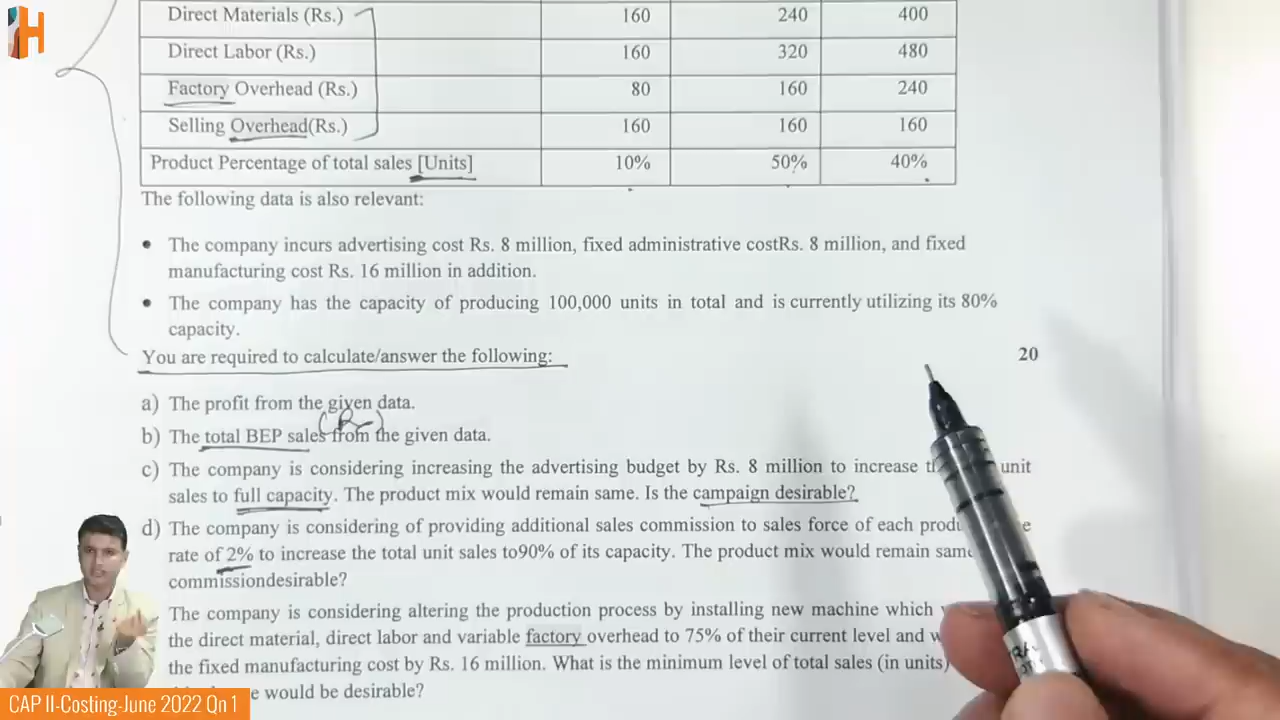 H
Direct Materials (Rs.) 160 240 400
Direct Labor (Rs.) 160 320 480
Factory Overhead (Rs.) 80 160 240
Selling Overhead(Rs.) 160 160 160
Product Percentage of total sales [Units] 10% 50% 40%
The following data is also relevant:
• The company incurs advertising cost Rs. 8 million, fixed administrative costRs. 8 million, and fixed
manufacturing cost Rs. 16 million in addition.
• The company has the capacity of producing 100,000 units in total and is currently utilizing its 80%
capacity.
You are required to calculate/answer the following: 20
a) The profit from the given data.
b) The total BEP sales from the given data.
c) The company is considering increasing the advertising budget by Rs. 8 million to increase unit
sales to full capacity. The product mix would remain same. Is the campaign desirable?
d) The company is considering of providing additional sales commission to sales force of each
rate of 2% to increase the total unit sales to90% of its capacity. The product mix would remain
commissiondesirable?
The company is considering altering the production process by installing new machine which
the direct material, direct labor and variable factory overhead to 75% of their current level and
the fixed manufacturing cost by Rs. 16 million. What is the minimum level of total sales (in units)
would be desirable?
CAP II-Costing-June 2022 Qn 1